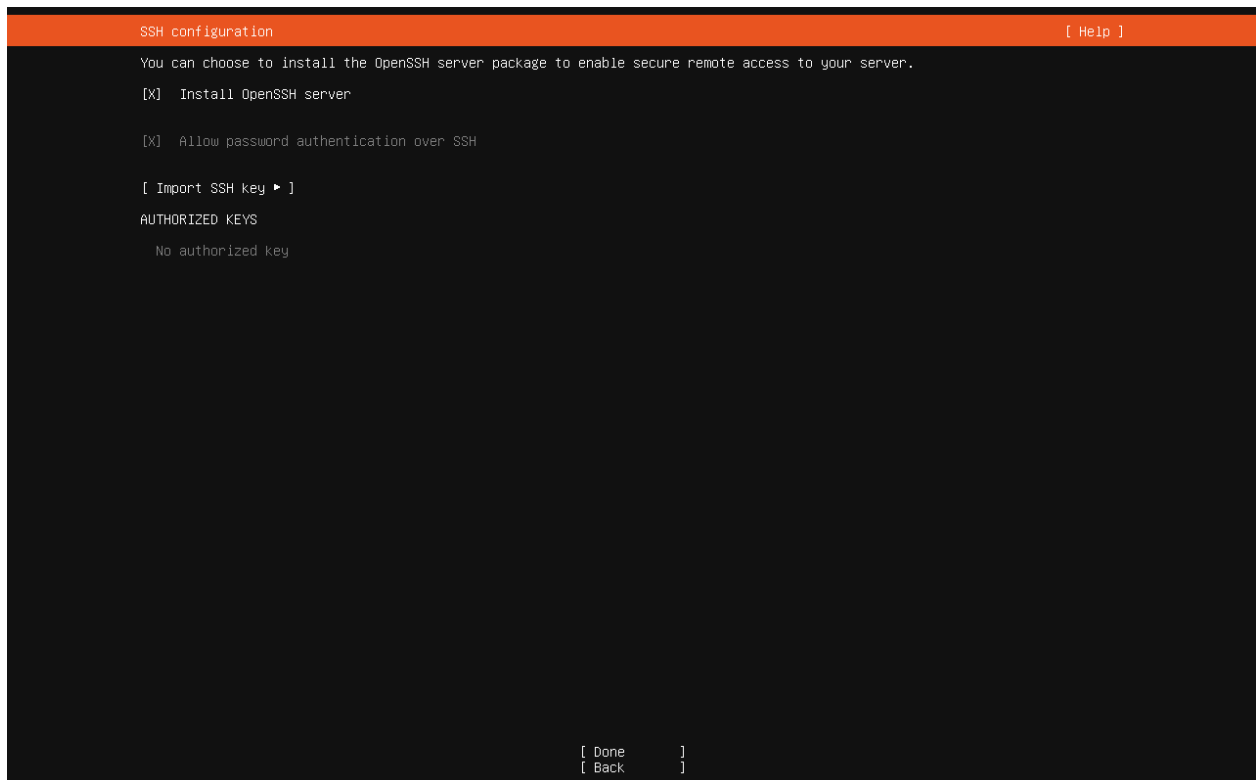 SSH configuration [ Help ]
You can choose to install the OpenSSH server package to enable secure remote access to your server.
[X] Install OpenSSH server
[X] Allow password authentication over SSH
[ Import SSH key ▸ ]
AUTHORIZED KEYS
No authorized key
[ Done ]
[ Back ]